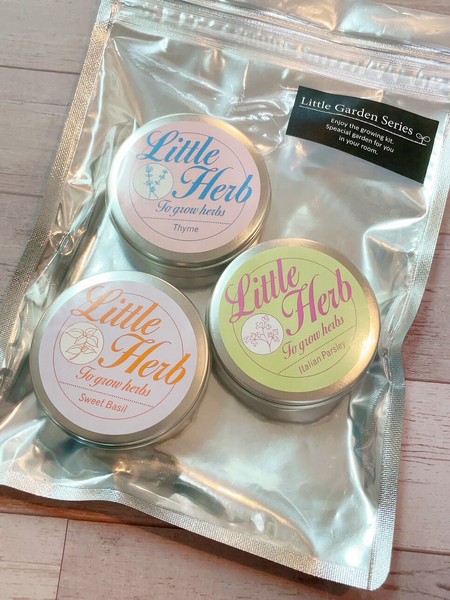 Little Garden Series
Enjoy the growing kit.
Speacial garden for you
in your room.
Little
Herb
To grow herbs
Thyme
Little
Herb
To grow herbs
Italian Parsley
Little
Herb
To grow herbs
Sweet Basil